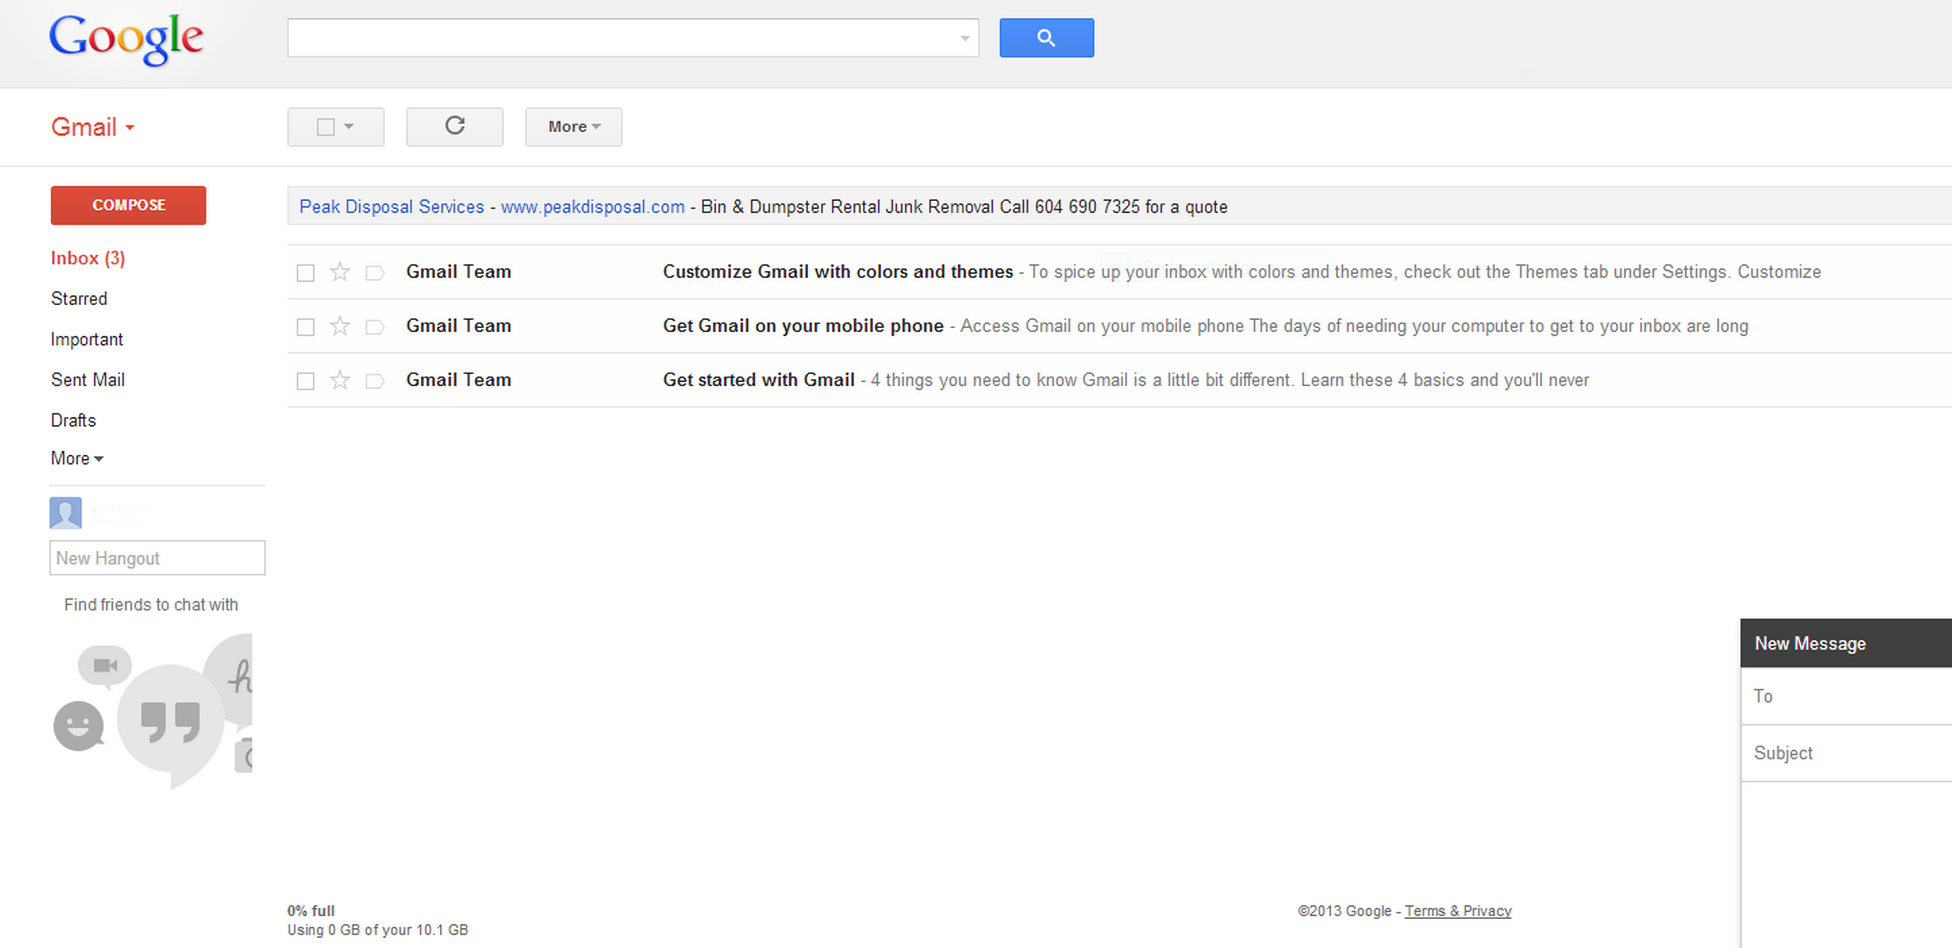 Google
Gmail
More
COMPOSE
Peak Disposal Services - www.peakdisposal.com - Bin & Dumpster Rental Junk Removal Call 604 690 7325 for a quote
Inbox (3)
Starred
Important
Sent Mail
Drafts
More
Gmail Team Customize Gmail with colors and themes - To spice up your inbox with colors and themes, check out the Themes tab under Settings. Customize
Gmail Team Get Gmail on your mobile phone - Access Gmail on your mobile phone The days of needing your computer to get to your inbox are long
Gmail Team Get started with Gmail - 4 things you need to know Gmail is a little bit different. Learn these 4 basics and you'll never
New Hangout
Find friends to chat with
h
New Message
To
Subject
0% full
Using 0 GB of your 10.1 GB
©2013 Google - Terms & Privacy